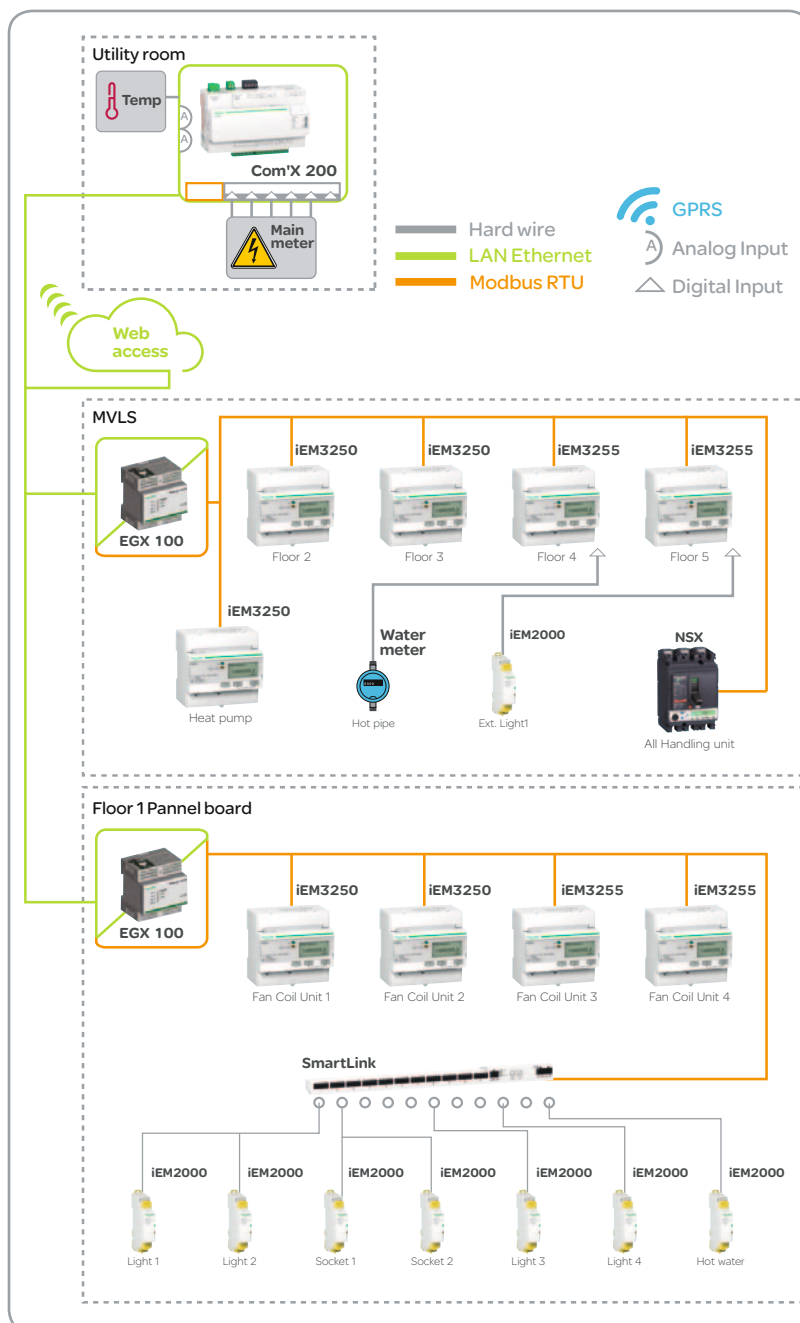 Utility room
Temp
A
A
Com'X 200
Main
meter
Hard wire
LAN Ethernet
Modbus RTU
GPRS
A
Analog Input
Digital Input
Web
access
MVLS
EGX 100
iEM3250
iEM3250
iEM3255
iEM3255
Floor 2
Floor 3
Floor 4
Floor 5
iEM3250
Heat pump
Water
meter
Hot pipe
iEM2000
Ext. Light1
NSX
All Handling unit
Floor 1 Pannel board
EGX 100
iEM3250
iEM3250
iEM3255
iEM3255
Fan Coil Unit 1
Fan Coil Unit 2
Fan Coil Unit 3
Fan Coil Unit 4
SmartLink
iEM2000
iEM2000
iEM2000
iEM2000
iEM2000
iEM2000
iEM2000
Light 1
Light 2
Socket 1
Socket 2
Light 3
Light 4
Hot water